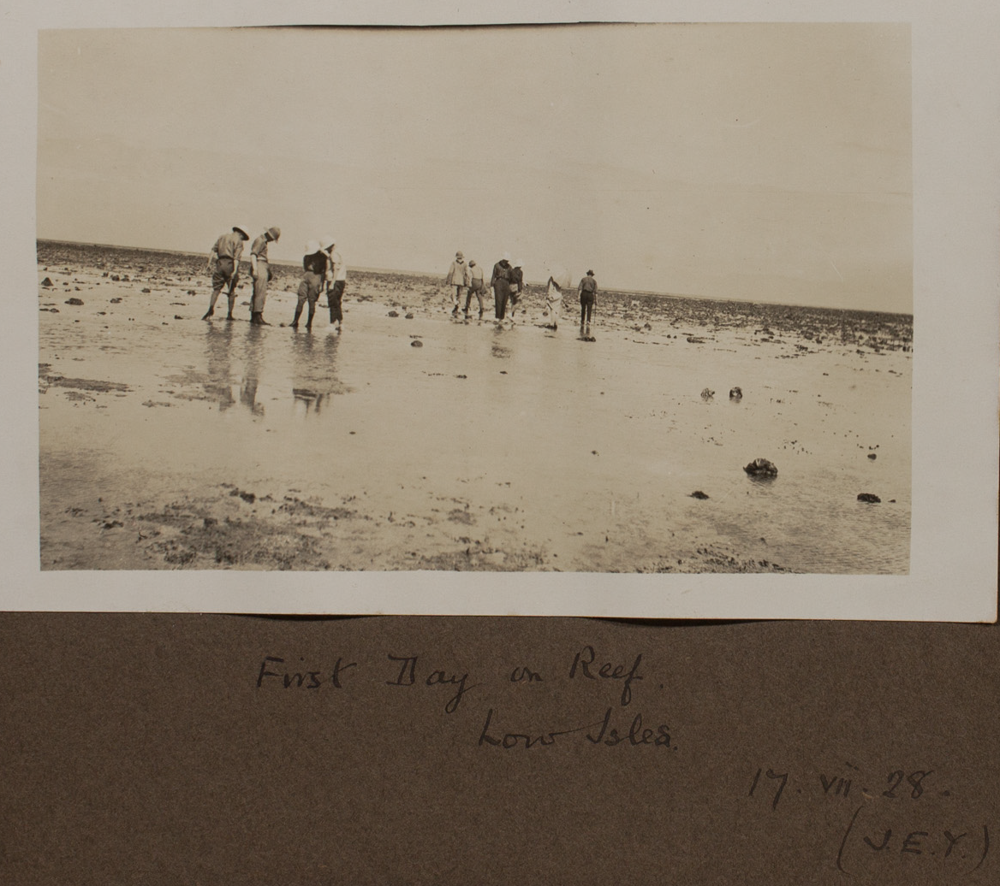 First Day on Reef.
Low Isles.
17. vii. 28.
(J.E.Y.)